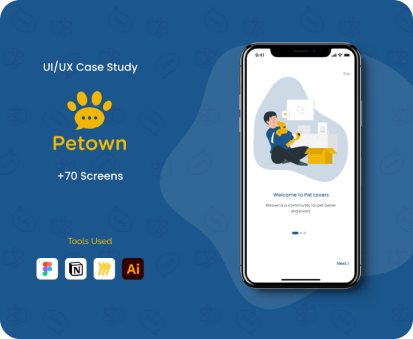 UI/UX Case Study
Petown
+70 Screens
Tools Used
Ai
9:41
Skip
Welcome to Pet Lovers
Petown is a Community for pet owner
and lovers.
Next >